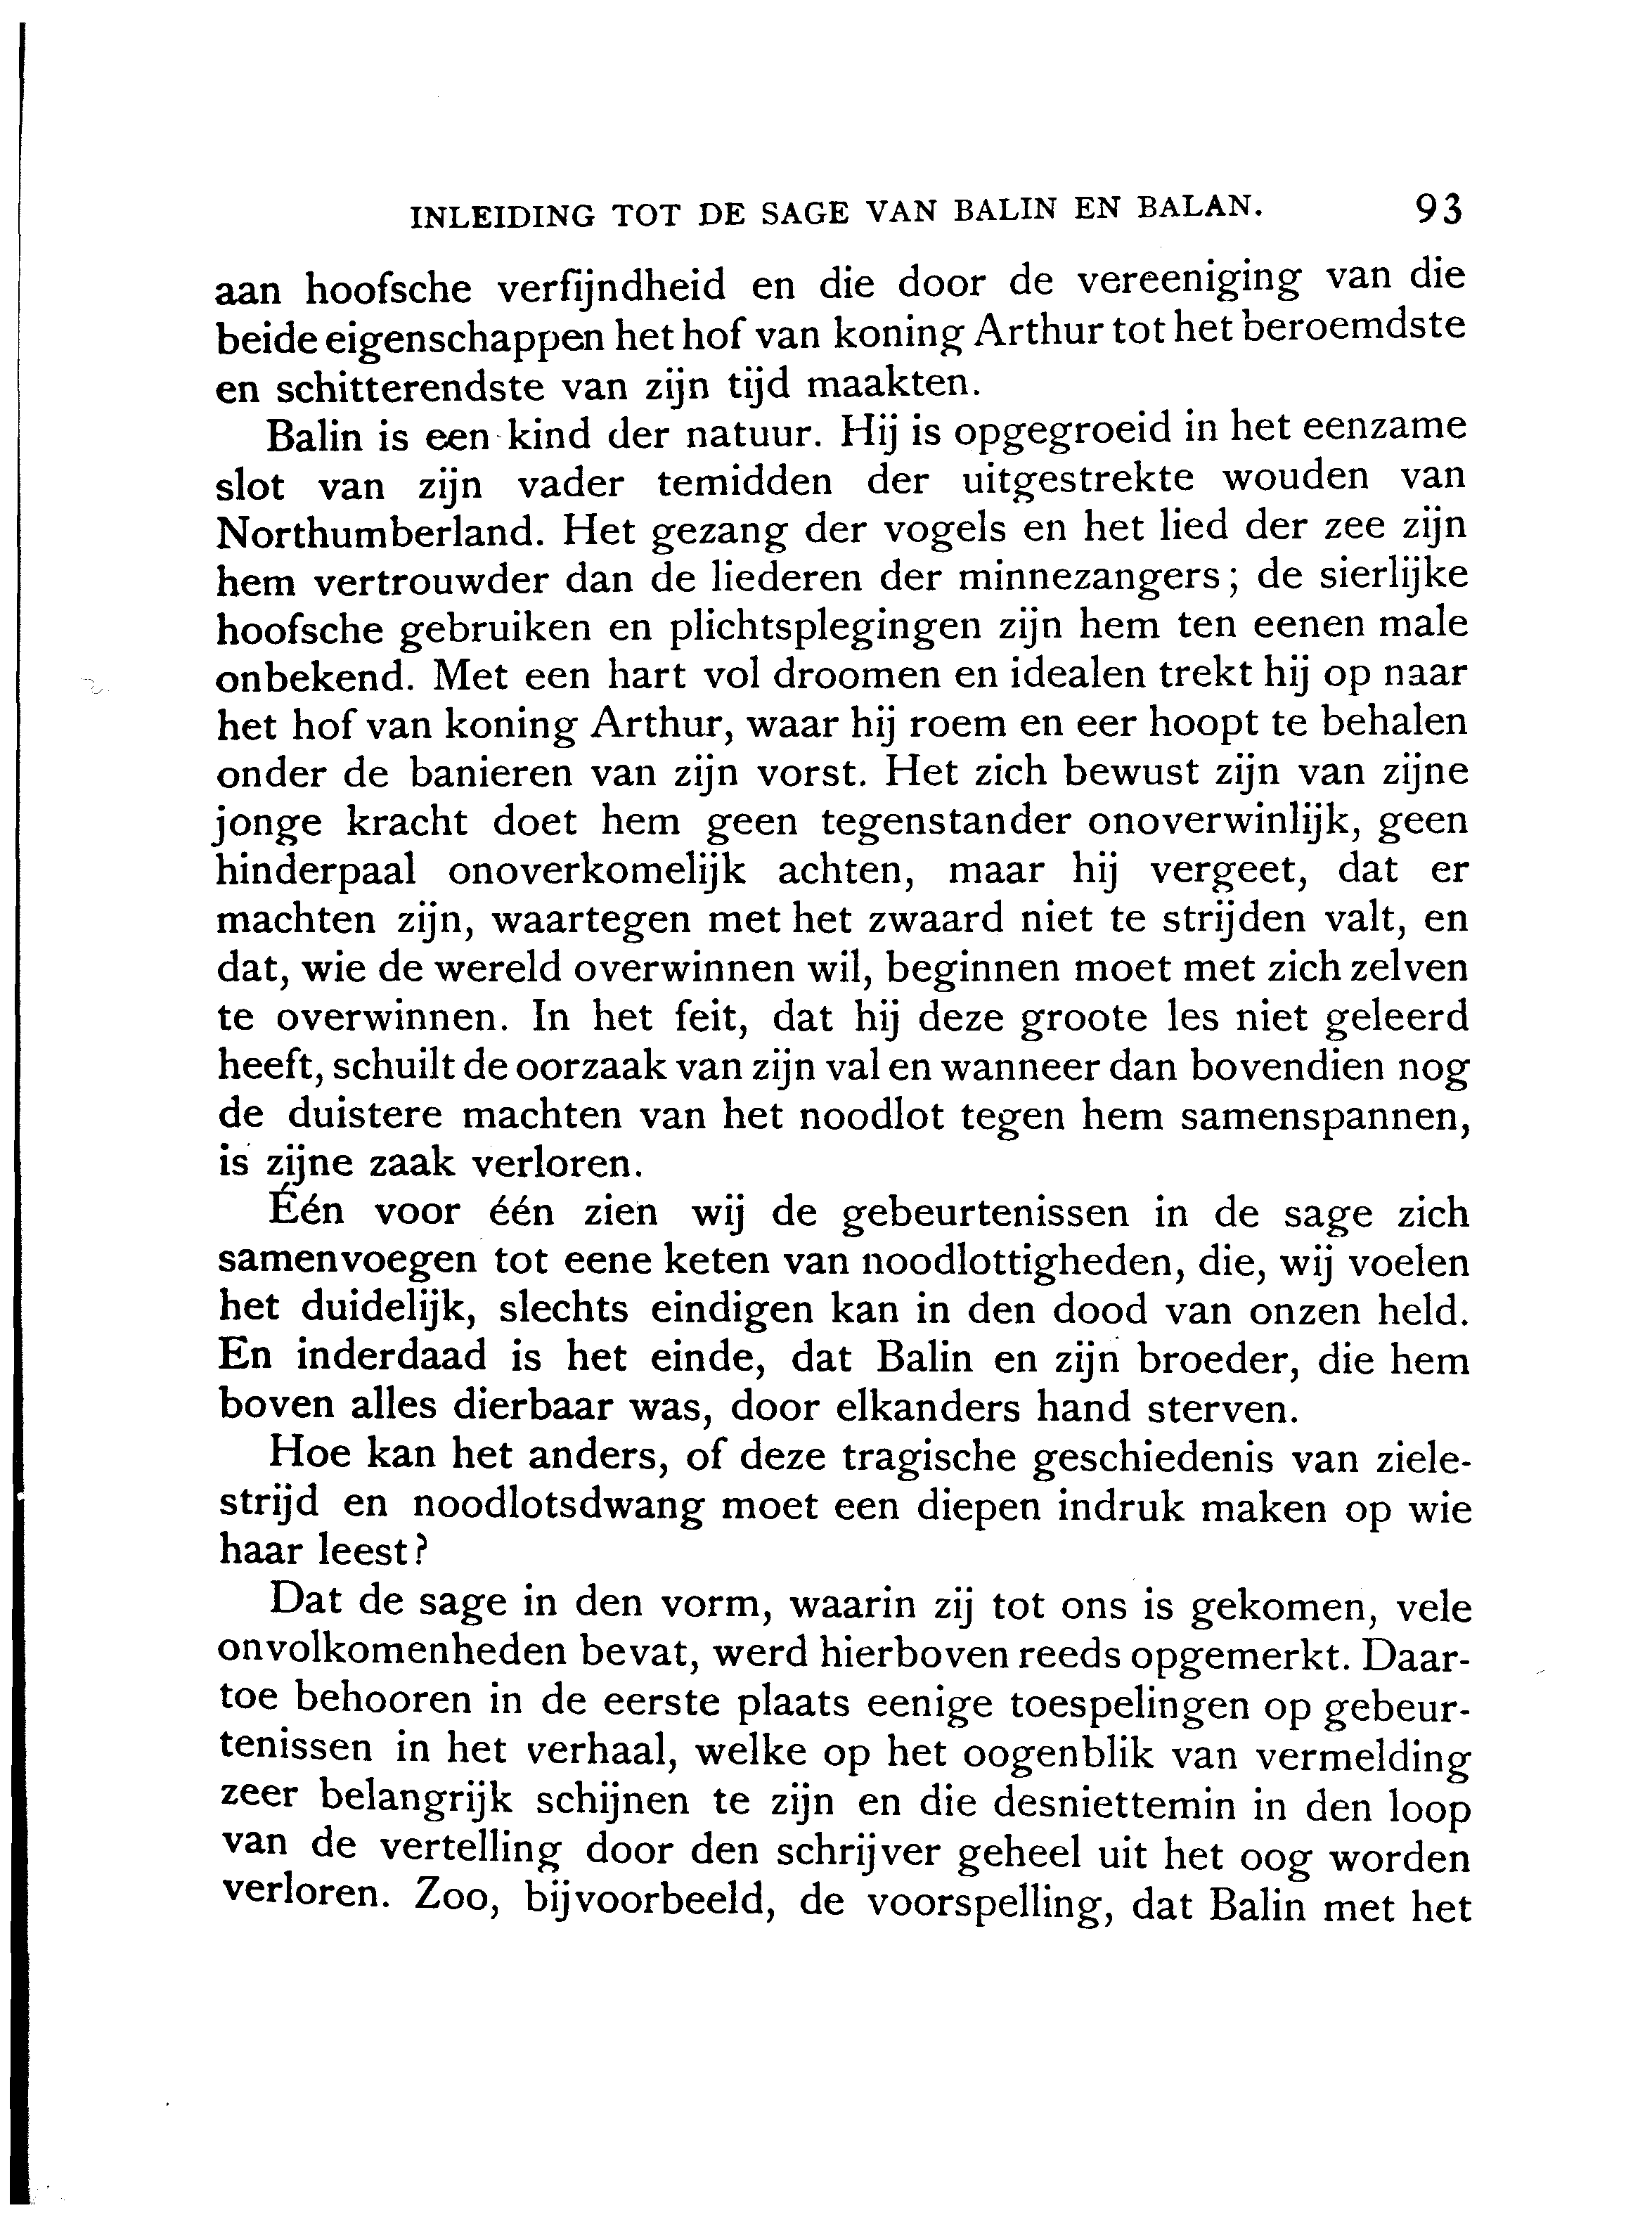 INLEIDING TOT DE SAGE VAN BALIN EN BALAN. 93
aan hoofsche verfijndheid en die door de vereeniging van die
beide eigenschappen het hof van koning Arthur tot het beroemdste
en schitterendste van zijn tijd maakten.
Balin is een kind der natuur. Hij is opgegroeid in het eenzame
slot van zijn vader temidden der uitgestrekte wouden van
Northumberland. Het gezang der vogels en het lied der zee zijn
hem vertrouwder dan de liederen der minnezangers; de sierlijke
hoofsche gebruiken en plichtsplegingen zijn hem ten eenen male
onbekend. Met een hart vol droomen en idealen trekt hij op naar
het hof van koning Arthur, waar hij roem en eer hoopt te behalen
onder de banieren van zijn vorst. Het zich bewust zijn van zijne
jonge kracht doet hem geen tegenstander onoverwinlijk, geen
hinderpaal onoverkomelijk achten, maar hij vergeet, dat er
machten zijn, waartegen met het zwaard niet te strijden valt, en
dat, wie de wereld overwinnen wil, beginnen moet met zich zelven
te overwinnen. In het feit, dat hij deze groote les niet geleerd
heeft, schuilt de oorzaak van zijn val en wanneer dan bovendien nog
de duistere machten van het noodlot tegen hem samenspannen,
is zijne zaak verloren.
Één voor één zien wij de gebeurtenissen in de sage zich
samenvoegen tot eene keten van noodlottigheden, die, wij voelen
het duidelijk, slechts eindigen kan in den dood van onzen held.
En inderdaad is het einde, dat Balin en zijn broeder, die hem
boven alles dierbaar was, door elkanders hand sterven.
Hoe kan het anders, of deze tragische geschiedenis van ziele-
strijd en noodlotsdwang moet een diepen indruk maken op wie
haar leest?
Dat de sage in den vorm, waarin zij tot ons is gekomen, vele
onvolkomenheden bevat, werd hierboven reeds opgemerkt. Daar-
toe behooren in de eerste plaats eenige toespelingen op gebeur-
tenissen in het verhaal, welke op het oogenblik van vermelding
zeer belangrijk schijnen te zijn en die desniettemin in den loop
van de vertelling door den schrijver geheel uit het oog worden
verloren. Zoo, bijvoorbeeld, de voorspelling, dat Balin met het